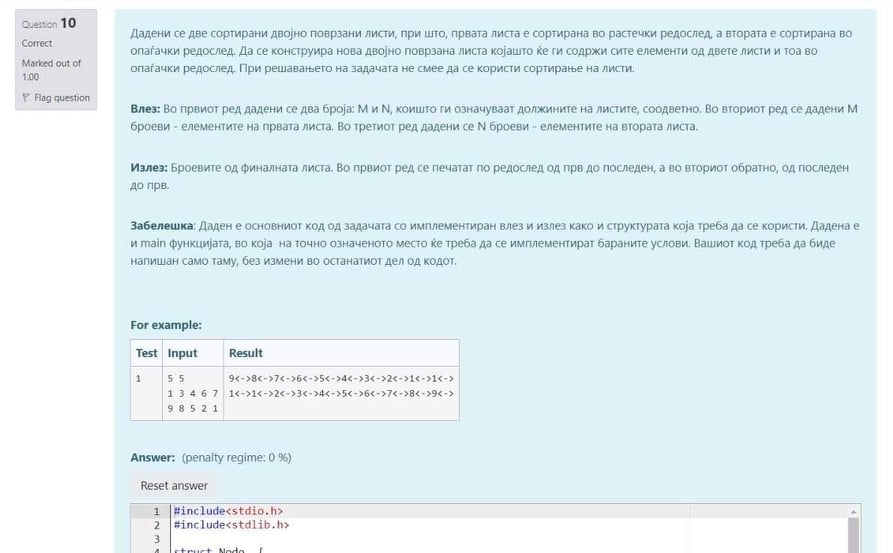 Question 10
Correct
Marked out of
1.00
Flag question
Дадени се две сортирани двојно поврзани листи, при што, првата листа е сортирана во растечки редослед, а втората е сортирана во
опаѓачки редослед. Да се конструира нова двојно поврзана листа којашто ќе ги содржи сите елементи од двете листи и тоа во
опаѓачки редослед. При решавањето на задачата не смее да се користи сортирање на листи.
Влез: Во првиот ред дадени се два броја: M и N, коишто ги означуваат должините на листите, соодветно. Во вториот ред се дадени M
броеви - елементите на првата листа. Во третиот ред дадени се N броеви - елементите на втората листа.
Излез: Броевите од финалната листа. Во првиот ред се печатат по редослед од прв до последен, а во вториот обратно, од последен
до прв.
Забелешка: Даден е основниот код од задачата со имплементиран влез и излез како и структурата која треба да се користи. Дадена е
и main функцијата, во која на точно означеното место ќе треба да се имплементират бараните услови. Вашиот код треба да биде
напишан само таму, без измени во останатиот дел од кодот.
For example:
Test Input Result
1 5 5 9<->8<->7<->6<->5<->4<->3<->2<->1<->1<->
1 3 4 6 7 1<->1<->2<->3<->4<->5<->6<->7<->8<->9<->
9 8 5 2 1
Answer: (penalty regime: 0 %)
Reset answer
1 #include<stdio.h>
2 #include<stdlib.h>
3
4 struct Node {